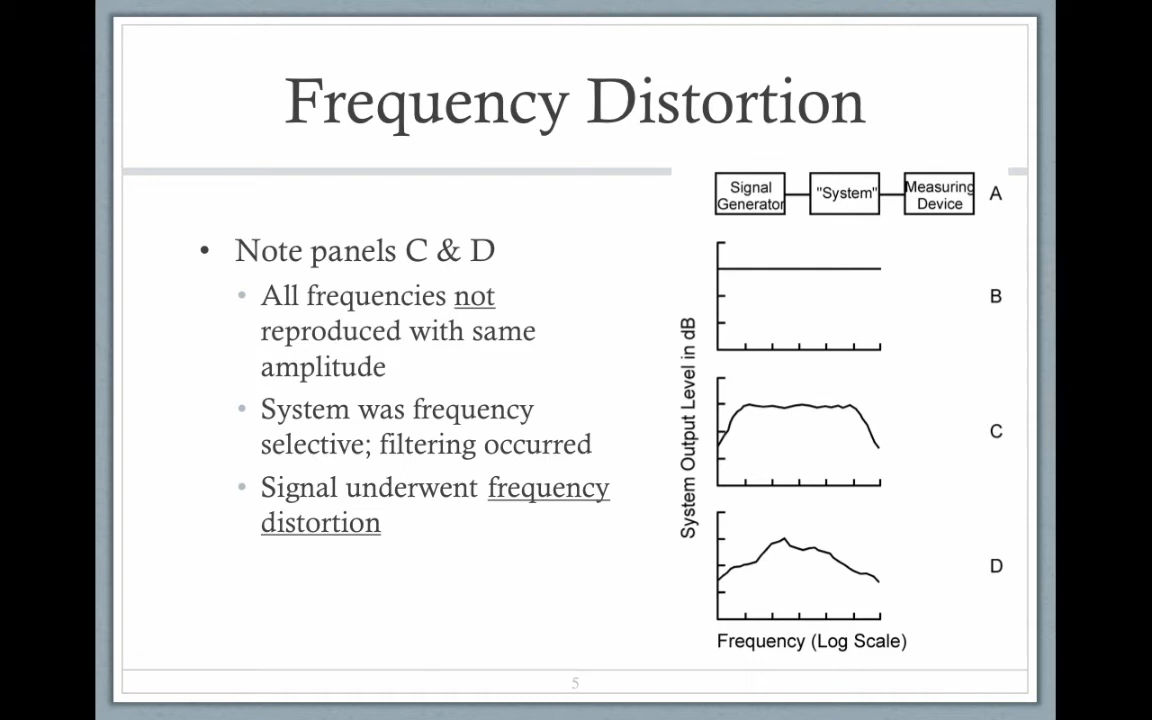 Frequency Distortion
• Note panels C & D
• All frequencies not
reproduced with same
amplitude
• System was frequency
selective; filtering occurred
• Signal underwent frequency
distortion
Signal
Generator
"System"
Measuring
Device
A
B
C
D
System Output Level in dB
Frequency (Log Scale)
5